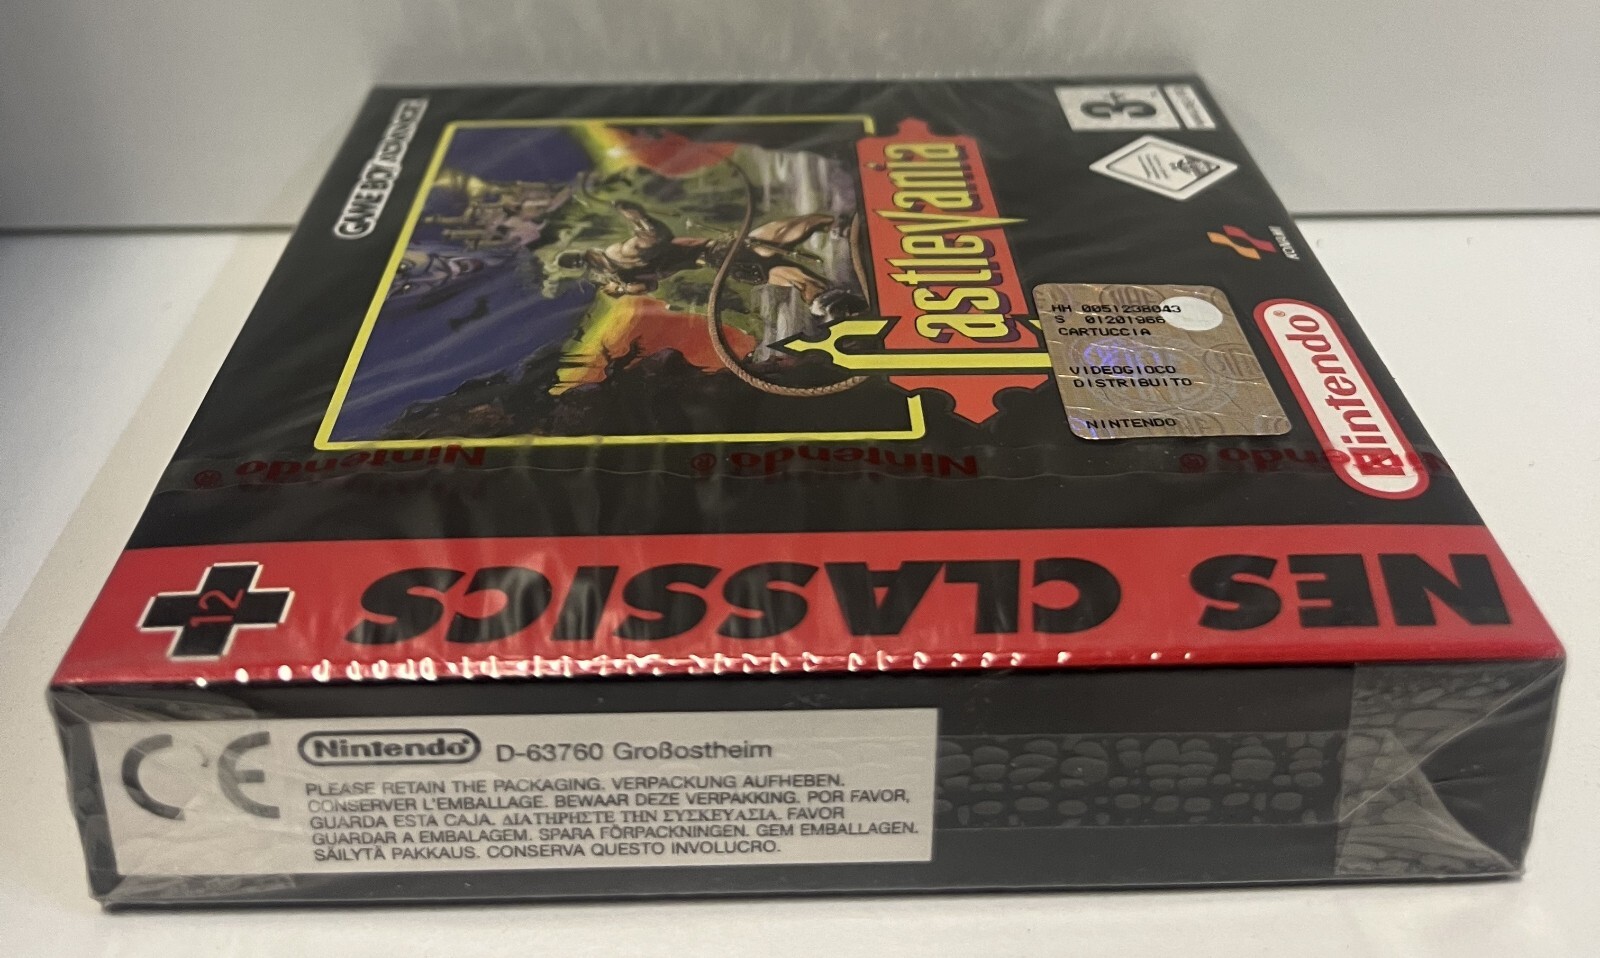 GAME BOY ADVANCE
Castlevania
3+
KONAMI
HH 0051238043
S 01201966
CARTUCCIA
VIDEOGIOCO
DISTRIBUITO
NINTENDO
Nintendo®
Nintendo®
Nintendo®
Nintendo®
NES CLASSICS
12
CE
Nintendo® D-63760 Großostheim
PLEASE RETAIN THE PACKAGING. VERPACKUNG AUFHEBEN.
CONSERVER L'EMBALLAGE. BEWAAR DEZE VERPAKKING. POR FAVOR,
GUARDA ESTA CAJA. ΔΙΑΤΗΡΗΣΤΕ ΤΗΝ ΣΥΣΚΕΥΑΣΙΑ. FAVOR
GUARDAR A EMBALAGEM. SPARA FÖRPACKNINGEN. GEM EMBALLAGEN.
SÄILYTÄ PAKKAUS. CONSERVA QUESTO INVOLUCRO.